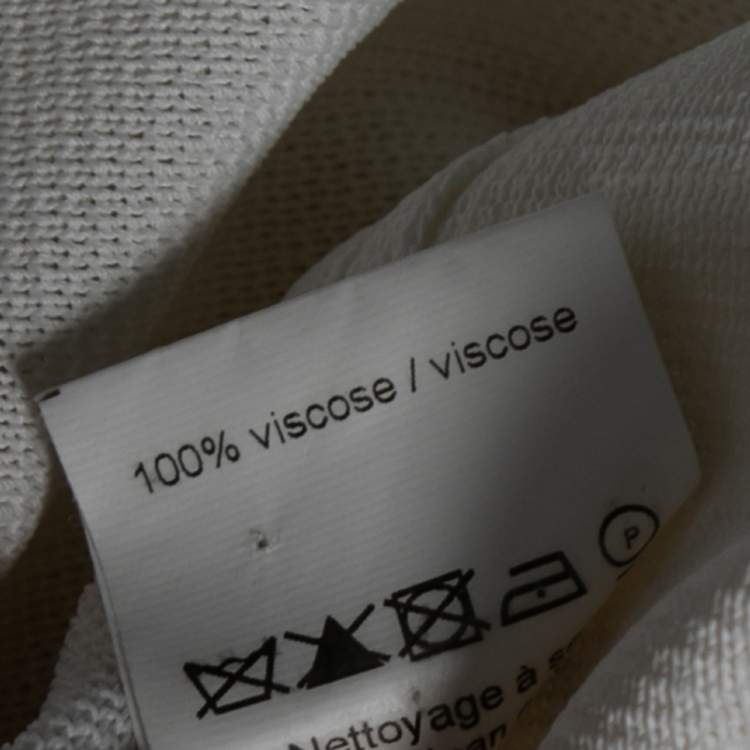 100% viscose / viscose
P
Nettoyage à